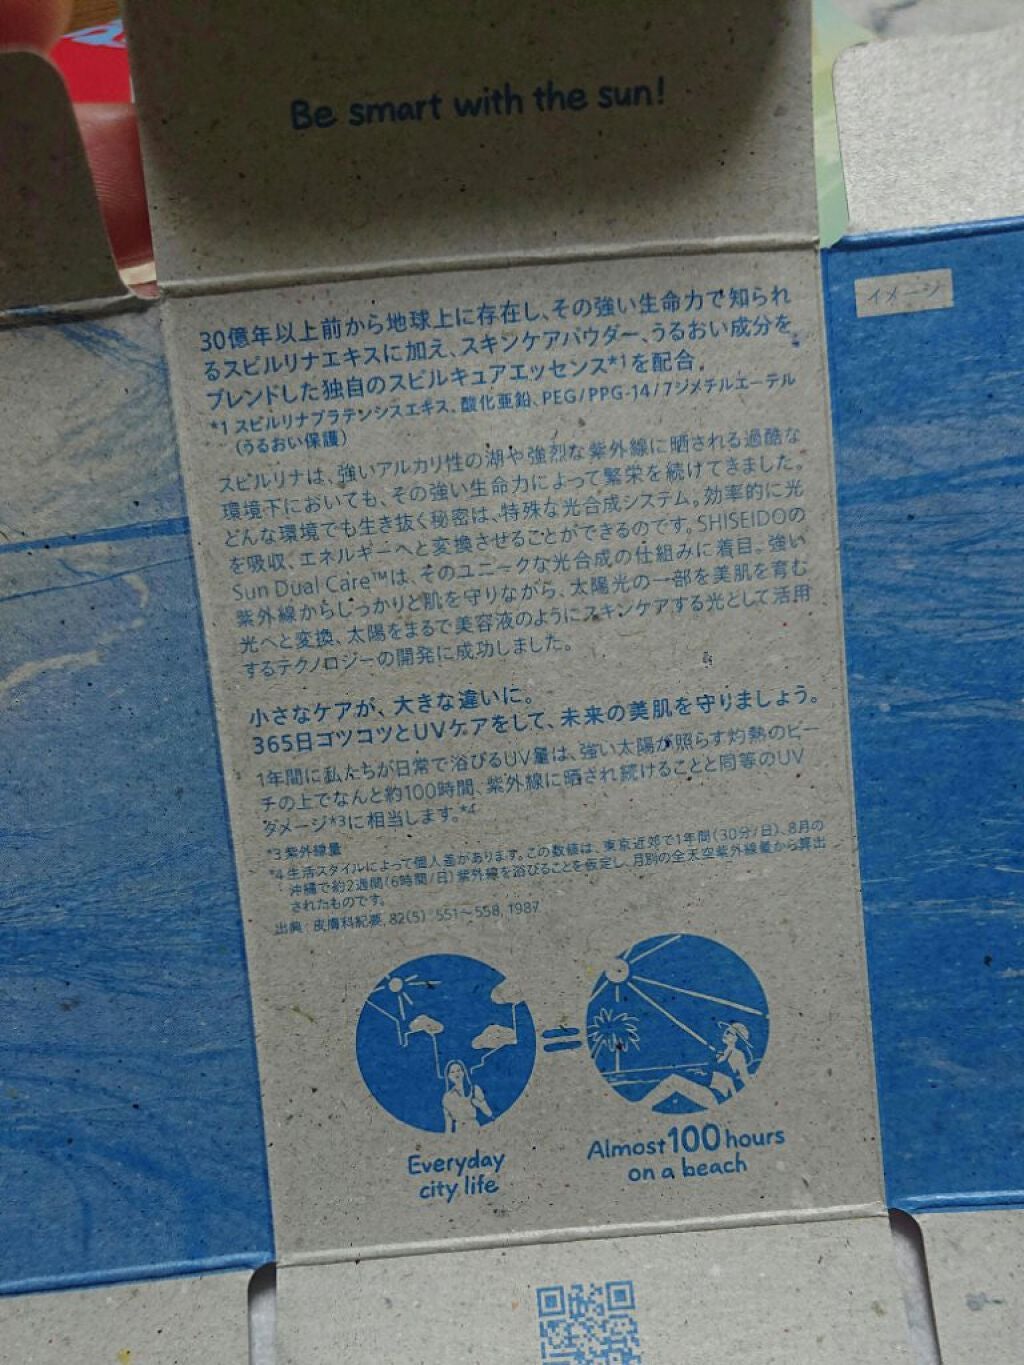 Be smart with the sun!
イメージ
30億年以上前から地球上に存在し、その強い生命力で知られ
るスピルリナエキスに加え、スキンケアパウダー、うるおい成分を
ブレンドした独自のスピルキュアエッセンス*1を配合。
*1 スピルリナプラテンシスエキス、酸化亜鉛、PEG/PPG-14/7ジメチルエーテル
(うるおい保護)
スピルリナは、強いアルカリ性の湖や強烈な紫外線に晒される過酷な
環境下においても、その強い生命力によって繁栄を続けてきました。
どんな環境でも生き抜く秘密は、特殊な光合成システム。効率的に光
を吸収、エネルギーへと変換させることができるのです。SHISEIDOの
Sun Dual Care™は、そのユニークな光合成の仕組みに着目。強い
紫外線からしっかりと肌を守りながら、太陽光の一部を美肌を育む
光へと変換、太陽をまるで美容液のようにスキンケアする光として活用
するテクノロジーの開発に成功しました。
小さなケアが、大きな違いに。
365日コツコツとUVケアをして、未来の美肌を守りましょう。
1年間に私たちが日常で浴びるUV量は、強い太陽が照らす灼熱のビー
チの上でなんと約100時間、紫外線に晒され続けることと同等のUV
ダメージ*3に相当します。*4
*3 紫外線量
*4 生活スタイルによって個人差があります。この数値は、東京近郊で1年間(30分/日)、8月の
沖縄で約2週間(6時間/日)紫外線を浴びることを仮定し、月別の全天空紫外線量から算出
されたものです。
出典: 皮膚科紀要, 82(5): 551～558, 1987
Everyday
city life
=
Almost 100 hours
on a beach